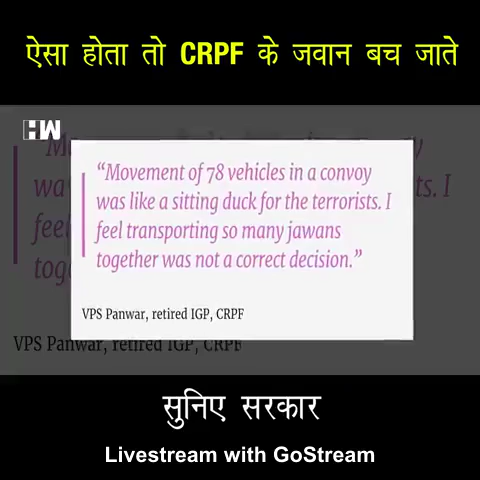 ऐसा होता तो CRPF के जवान बच जाते
HW
“Movement of 78 vehicles in a convoy
was like a sitting duck for the terrorists. I
feel transporting so many jawans
together was not a correct decision.”
VPS Panwar, retired IGP, CRPF
VPS Panwar, retired IGP, CRPF
सुनिए सरकार
Livestream with GoStream